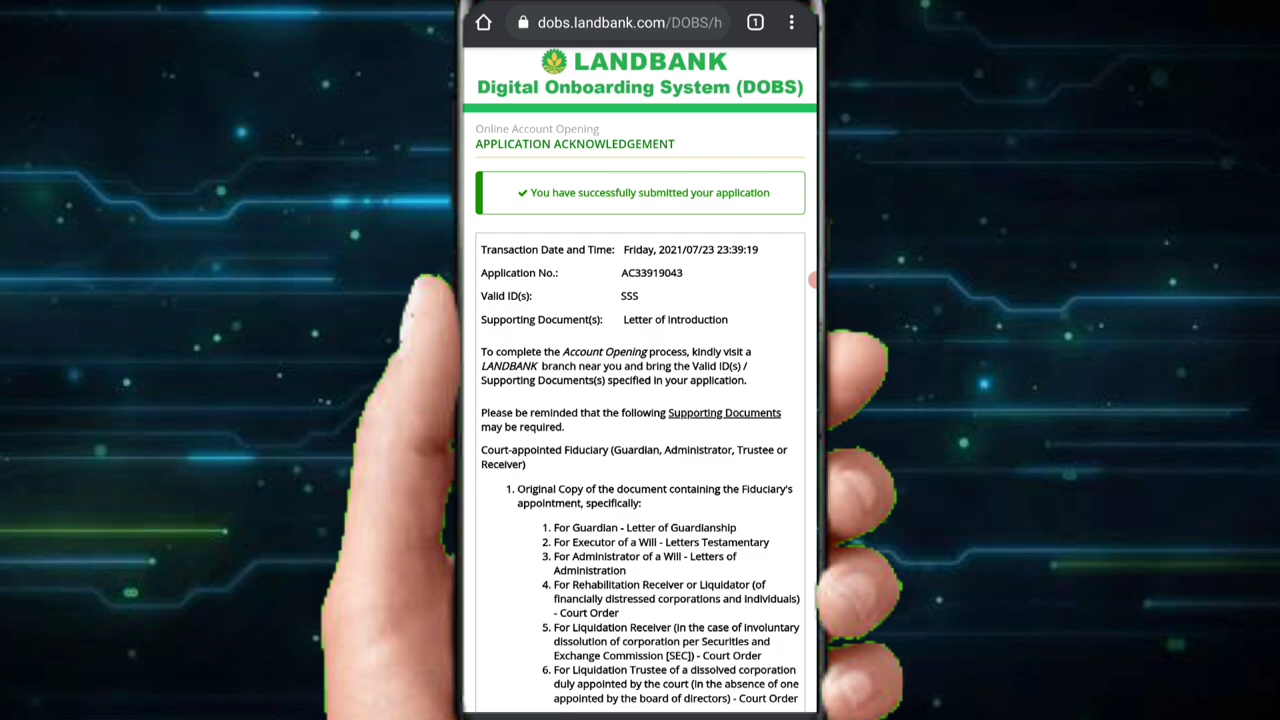 dobs.landbank.com/DOBS/h
1
LANDBANK
Digital Onboarding System (DOBS)
Online Account Opening
APPLICATION ACKNOWLEDGEMENT
✔ You have successfully submitted your application
Transaction Date and Time: Friday, 2021/07/23 23:39:19
Application No.: AC33919043
Valid ID(s): SSS
Supporting Document(s): Letter of Introduction
To complete the Account Opening process, kindly visit a
LANDBANK branch near you and bring the Valid ID(s) /
Supporting Documents(s) specified in your application.
Please be reminded that the following Supporting Documents
may be required.
Court-appointed Fiduciary (Guardian, Administrator, Trustee or
Receiver)
1. Original Copy of the document containing the Fiduciary's
appointment, specifically:
1. For Guardian - Letter of Guardianship
2. For Executor of a Will - Letters Testamentary
3. For Administrator of a Will - Letters of
Administration
4. For Rehabilitation Receiver or Liquidator (of
financially distressed corporations and individuals)
- Court Order
5. For Liquidation Receiver (in the case of involuntary
dissolution of corporation per Securities and
Exchange Commission [SEC]) - Court Order
6. For Liquidation Trustee of a dissolved corporation
duly appointed by the court (in the absence of one
appointed by the board of directors) - Court Order